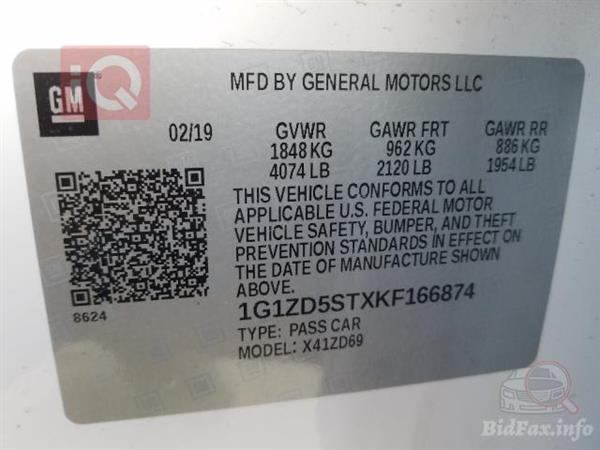 GM
iQ
MFD BY GENERAL MOTORS LLC
02/19
GVWR GAWR FRT GAWR RR
1848 KG 962 KG 886 KG
4074 LB 2120 LB 1954 LB
THIS VEHICLE CONFORMS TO ALL
APPLICABLE U.S. FEDERAL MOTOR
VEHICLE SAFETY, BUMPER, AND THEFT
PREVENTION STANDARDS IN EFFECT ON
THE DATE OF MANUFACTURE SHOWN
ABOVE.
8624
1G1ZD5STXKF166874
TYPE: PASS CAR
MODEL: X41ZD69
BidFax.info